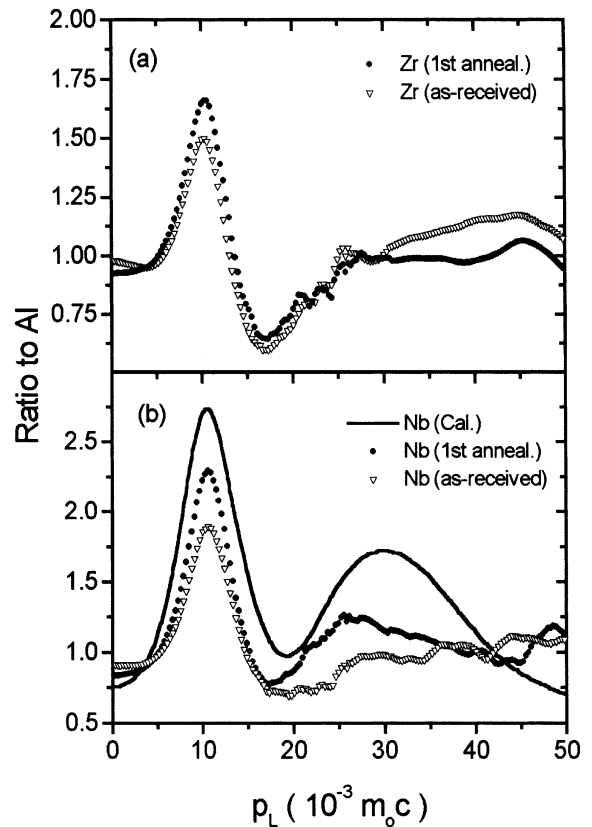 2.00
(a)
Zr (1st anneal.)
Zr (as-received)
1.75
1.50
1.25
1.00
0.75
Ratio to Al
(b)
Nb (Cal.)
Nb (1st anneal.)
Nb (as-received)
2.5
2.0
1.5
1.0
0.5
0 10 20 30 40 50
p_L ( 10^-3 m_o c )